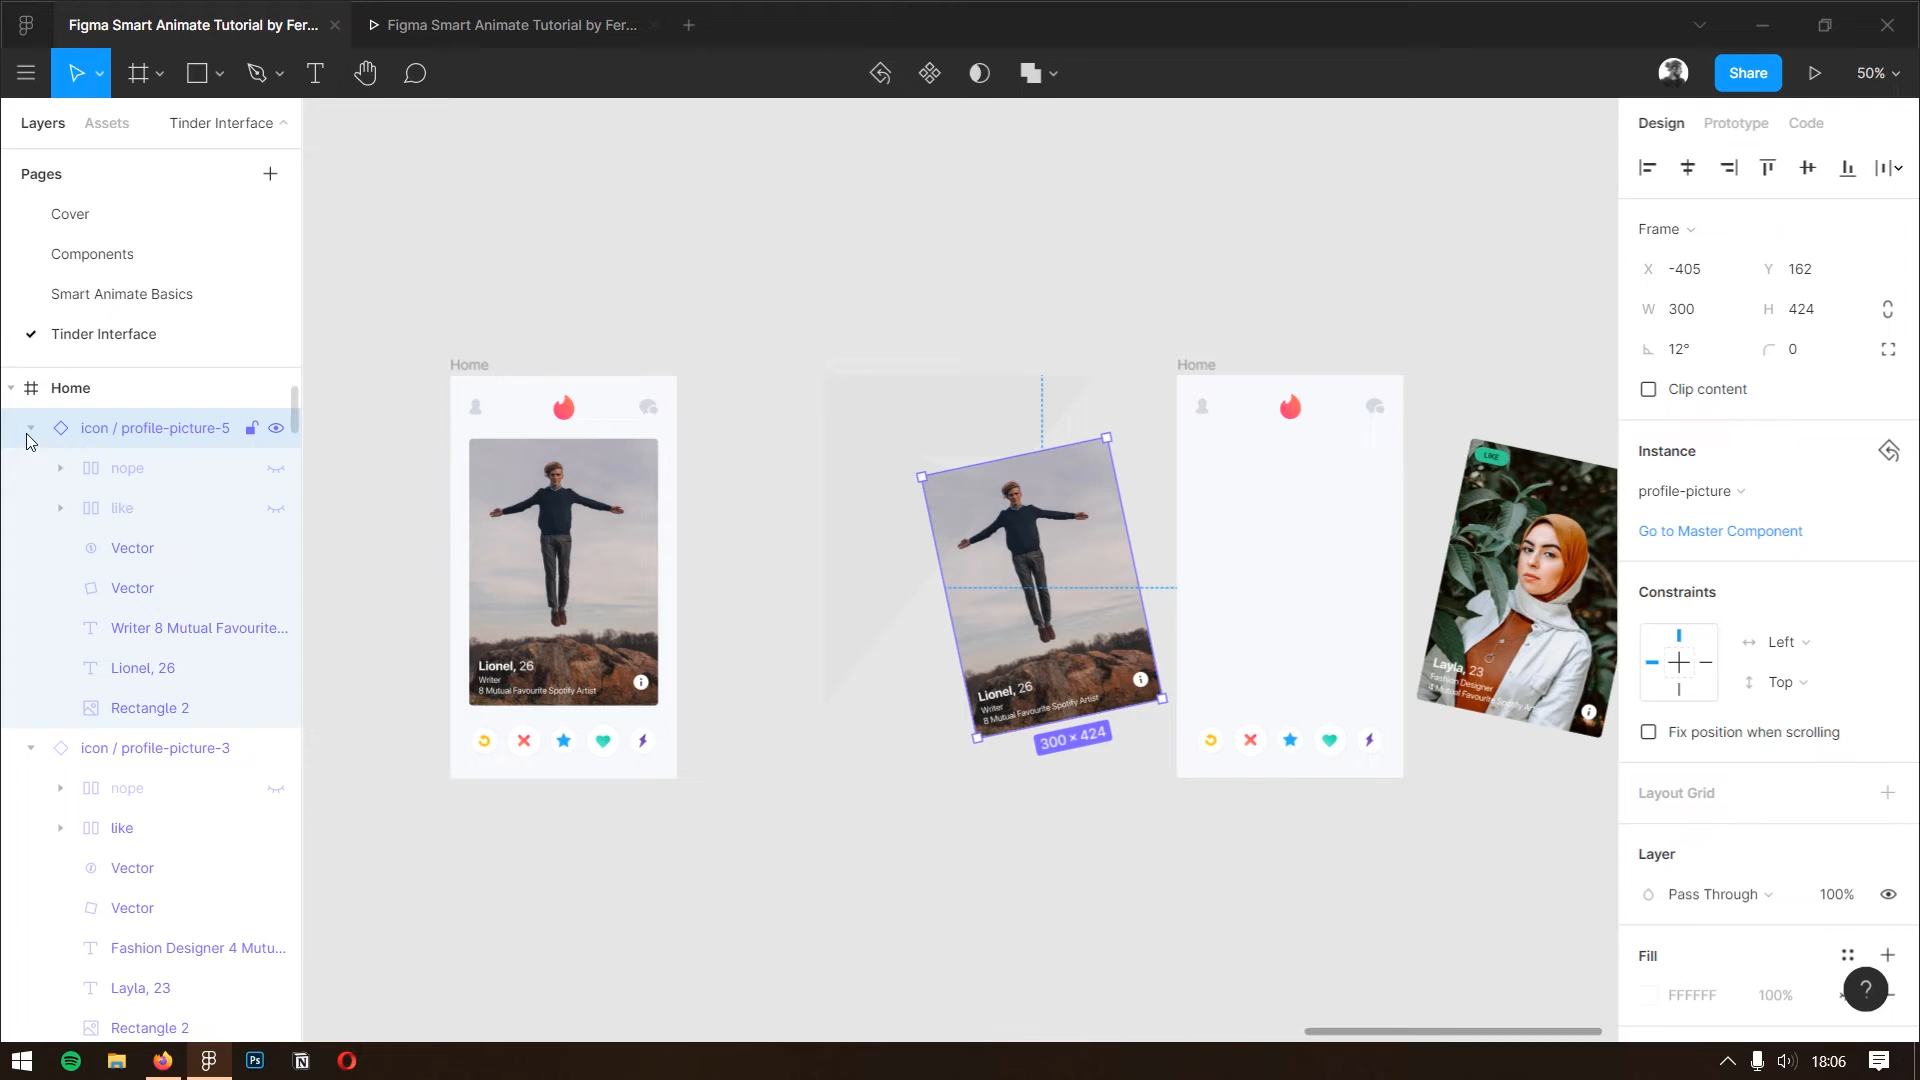 Figma Smart Animate Tutorial by Fer...
Figma Smart Animate Tutorial by Fer...
Share
50%
Layers
Assets
Tinder Interface
Pages
Cover
Components
Smart Animate Basics
Tinder Interface
Home
icon / profile-picture-5
nope
like
Vector
Vector
Writer 8 Mutual Favourite...
Lionel, 26
Rectangle 2
icon / profile-picture-3
nope
like
Vector
Vector
Fashion Designer 4 Mutu...
Layla, 23
Rectangle 2
Home
Lionel, 26
Writer
8 Mutual Favourite Spotify Artist
Lionel, 26
Writer
8 Mutual Favourite Spotify Artist
300 × 424
Home
LIKE
Layla, 23
Fashion Designer
4 Mutual Favourite Spotify Artist
Design
Prototype
Code
Frame
X -405
Y 162
W 300
H 424
12°
0
Clip content
Instance
profile-picture
Go to Master Component
Constraints
Left
Top
Fix position when scrolling
Layout Grid
Layer
Pass Through
100%
Fill
FFFFFF
100%
?
Ps
N
18:06